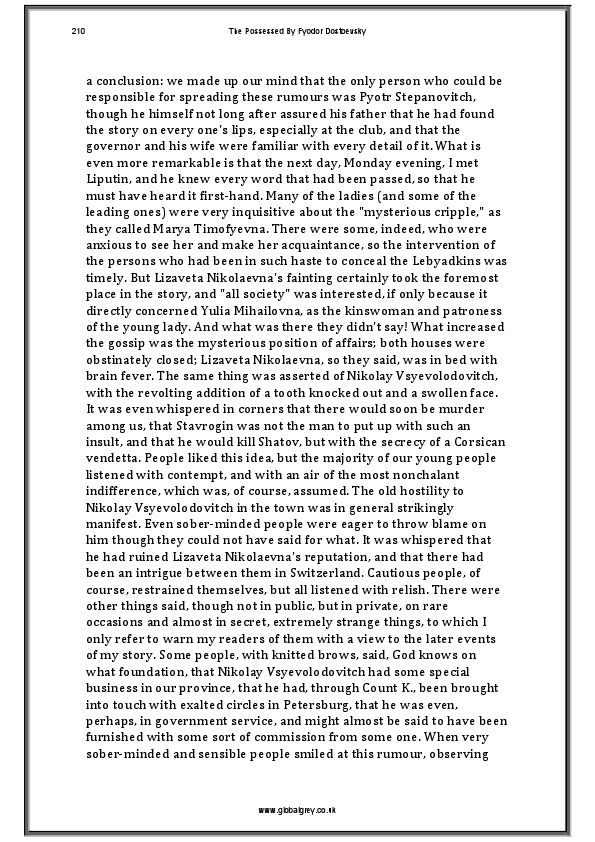 210
The Possessed By Fyodor Dostoevsky
a conclusion: we made up our mind that the only person who could be
responsible for spreading these rumours was Pyotr Stepanovitch,
though he himself not long after assured his father that he had found
the story on every one's lips, especially at the club, and that the
governor and his wife were familiar with every detail of it. What is
even more remarkable is that the next day, Monday evening, I met
Liputin, and he knew every word that had been passed, so that he
must have heard it first-hand. Many of the ladies (and some of the
leading ones) were very inquisitive about the "mysterious cripple," as
they called Marya Timofyevna. There were some, indeed, who were
anxious to see her and make her acquaintance, so the intervention of
the persons who had been in such haste to conceal the Lebyadkins was
timely. But Lizaveta Nikolaevna's fainting certainly took the foremost
place in the story, and "all society" was interested, if only because it
directly concerned Yulia Mihailovna, as the kinswoman and patroness
of the young lady. And what was there they didn't say! What increased
the gossip was the mysterious position of affairs; both houses were
obstinately closed; Lizaveta Nikolaevna, so they said, was in bed with
brain fever. The same thing was asserted of Nikolay Vsyevolodovitch,
with the revolting addition of a tooth knocked out and a swollen face.
It was even whispered in corners that there would soon be murder
among us, that Stavrogin was not the man to put up with such an
insult, and that he would kill Shatov, but with the secrecy of a Corsican
vendetta. People liked this idea, but the majority of our young people
listened with contempt, and with an air of the most nonchalant
indifference, which was, of course, assumed. The old hostility to
Nikolay Vsyevolodovitch in the town was in general strikingly
manifest. Even sober-minded people were eager to throw blame on
him though they could not have said for what. It was whispered that
he had ruined Lizaveta Nikolaevna's reputation, and that there had
been an intrigue between them in Switzerland. Cautious people, of
course, restrained themselves, but all listened with relish. There were
other things said, though not in public, but in private, on rare
occasions and almost in secret, extremely strange things, to which I
only refer to warn my readers of them with a view to the later events
of my story. Some people, with knitted brows, said, God knows on
what foundation, that Nikolay Vsyevolodovitch had some special
business in our province, that he had, through Count K., been brought
into touch with exalted circles in Petersburg, that he was even,
perhaps, in government service, and might almost be said to have been
furnished with some sort of commission from some one. When very
sober-minded and sensible people smiled at this rumour, observing
www.globalgrey.co.uk